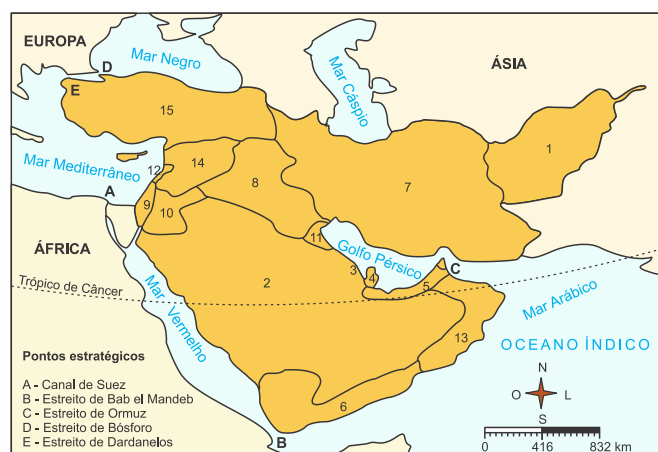 EUROPA
Mar Negro
ÁSIA
D
E
Mar Cáspio
15
1
Mar Mediterrâneo
12
14
A
8
7
9
10
11
ÁFRICA
Golfo Pérsico
C
3
4
5
2
Trópico de Câncer
Mar Vermelho
Mar Arábico
13
OCEANO ÍNDICO
6
B
Pontos estratégicos
A - Canal de Suez
B - Estreito de Bab el Mandeb
C - Estreito de Ormuz
D - Estreito de Bósforo
E - Estreito de Dardanelos
N
O L
S
0 416 832 km